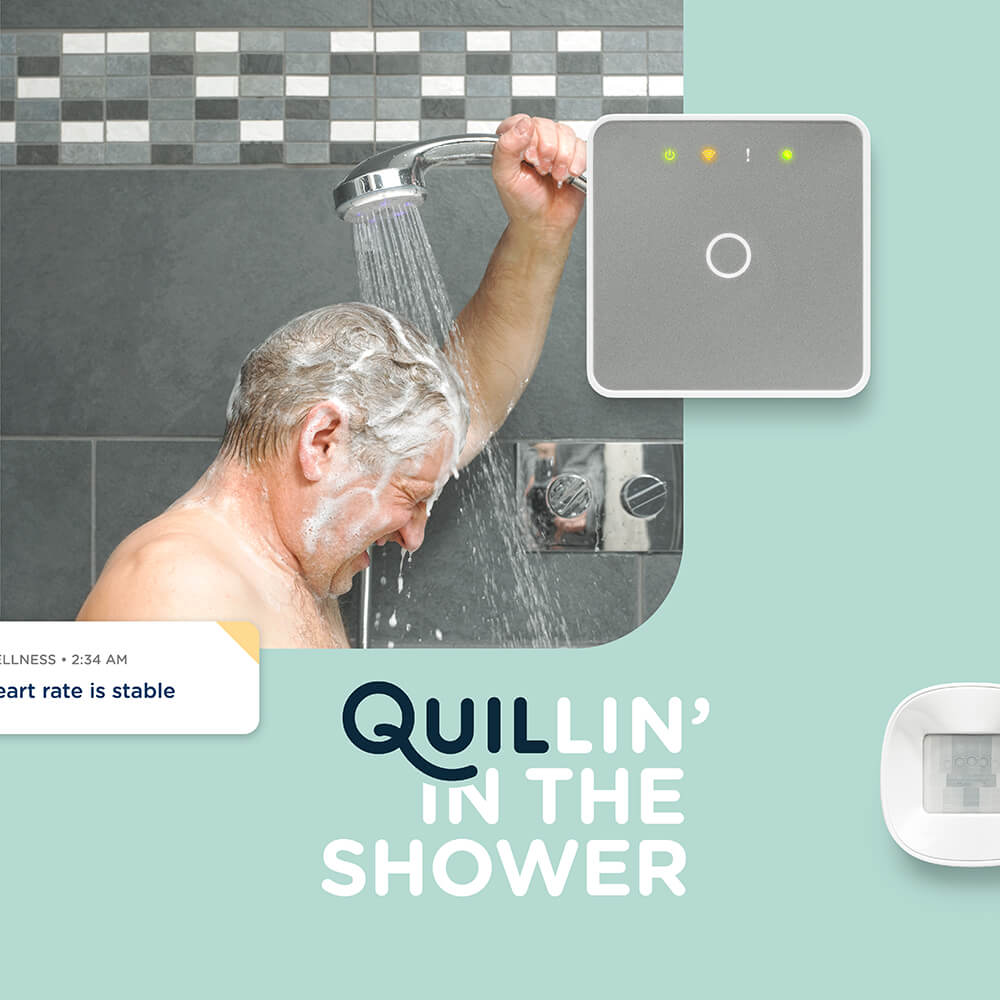 ELLNESS • 2:34 AM
eart rate is stable
QUILLIN’
IN THE
SHOWER